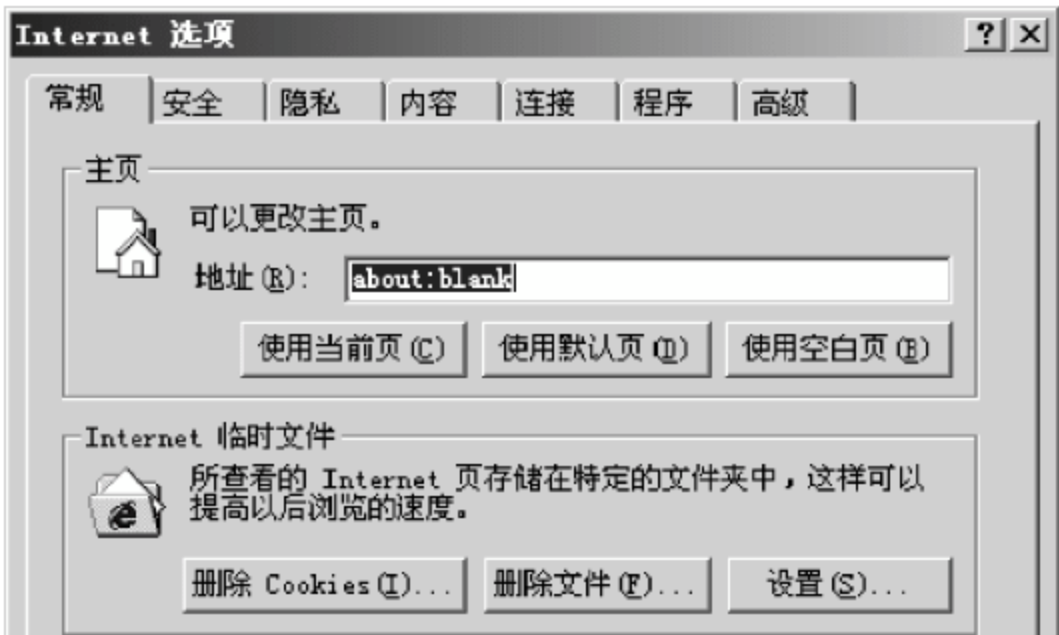 Internet 选项
常规 安全 隐私 内容 连接 程序 高级
主页
可以更改主页。
地址(R): about:blank
使用当前页(C) 使用默认页(D) 使用空白页(B)
Internet 临时文件
所查看的 Internet 页存储在特定的文件夹中，这样可以
提高以后浏览的速度。
删除 Cookies(I)... 删除文件(F)... 设置(S)...